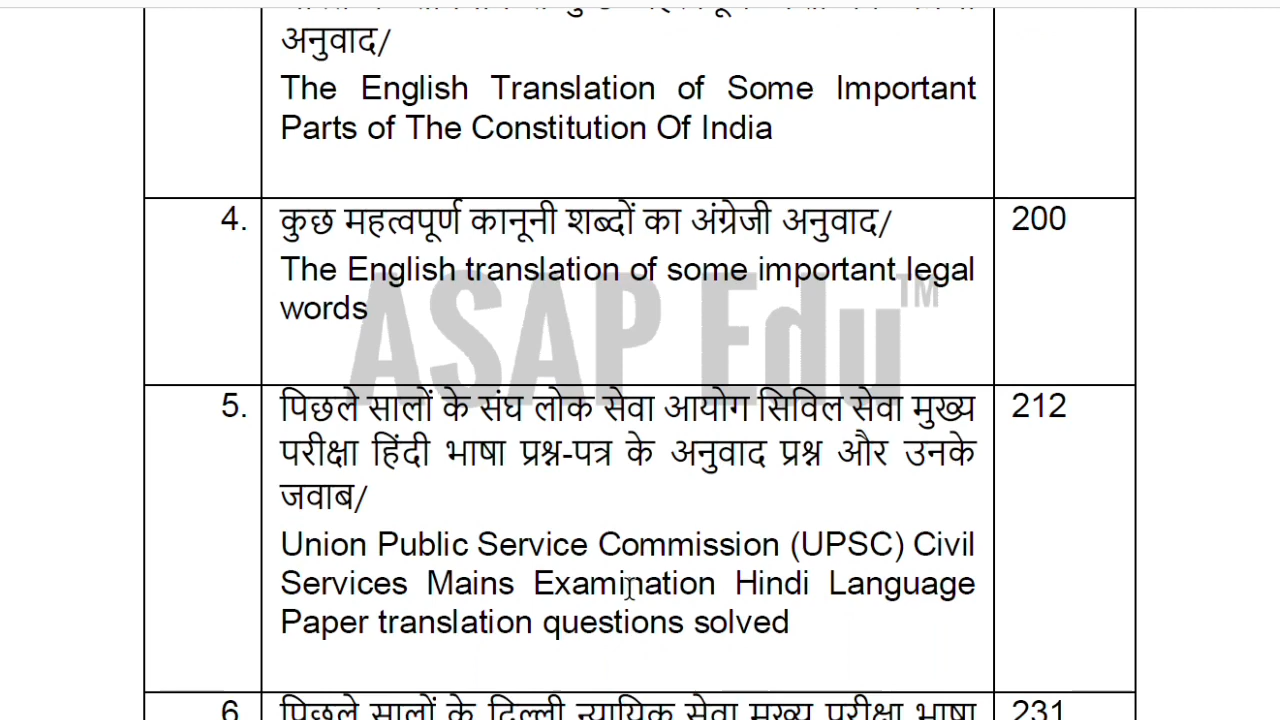 अनुवाद/
The English Translation of Some Important
Parts of The Constitution Of India
4.
कुछ महत्वपूर्ण कानूनी शब्दों का अंग्रेजी अनुवाद/
200
The English translation of some important legal
words
ASAP Edu™
5.
पिछले सालों के संघ लोक सेवा आयोग सिविल सेवा मुख्य
212
परीक्षा हिंदी भाषा प्रश्न-पत्र के अनुवाद प्रश्न और उनके
जवाब/
Union Public Service Commission (UPSC) Civil
Services Mains Examination Hindi Language
Paper translation questions solved
6
पिछले सालों के दिल्ली न्यायिक सेवा मुख्य परीक्षा भाषा
231